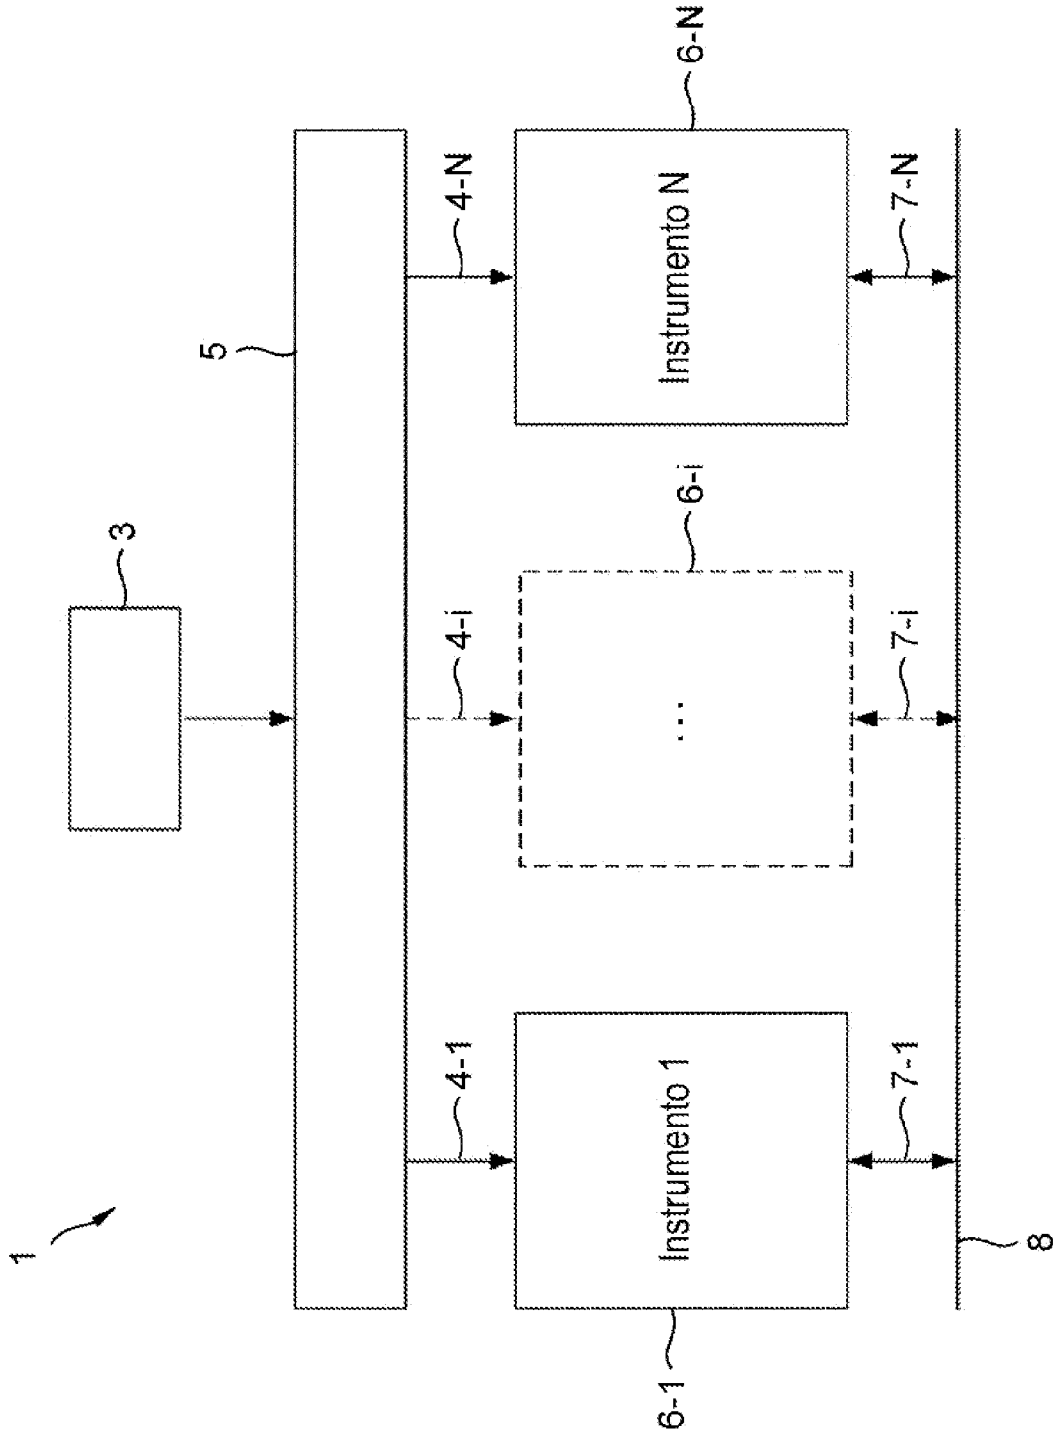 1
3
5
4-1
4-i
4-N
Instrumento 1
...
Instrumento N
6-1
6-i
6-N
7-1
7-i
7-N
8